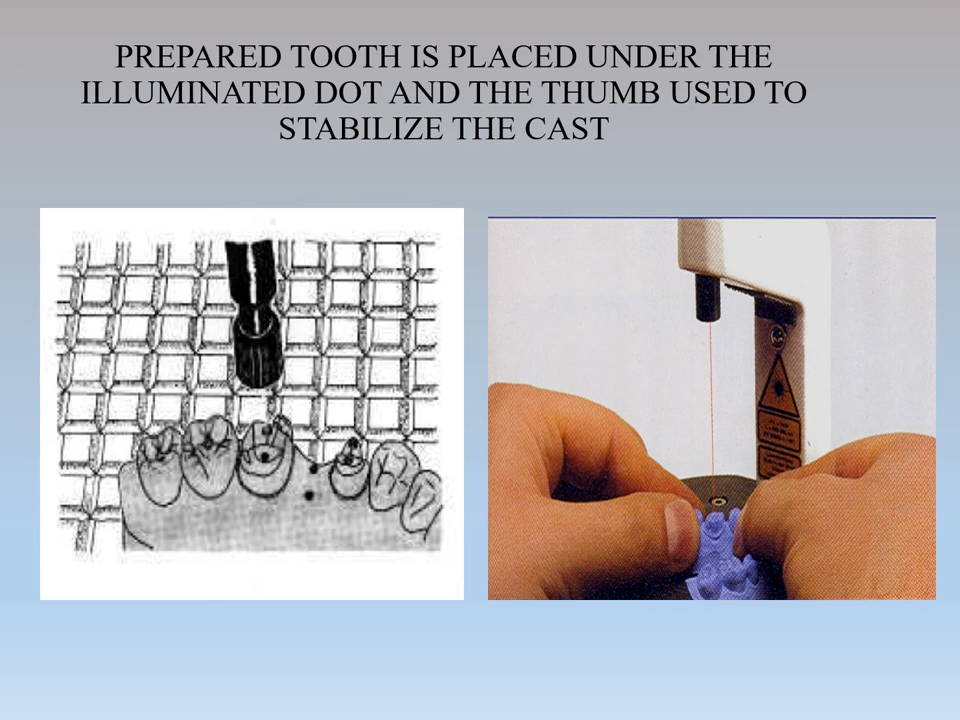 PREPARED TOOTH IS PLACED UNDER THE
ILLUMINATED DOT AND THE THUMB USED TO
STABILIZE THE CAST